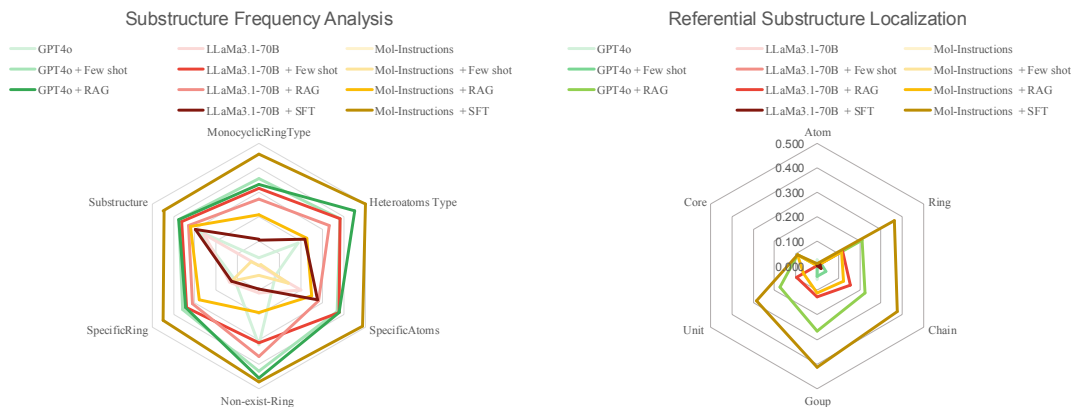 Substructure Frequency Analysis
GPT4o
LLaMa3.1-70B
Mol-Instructions
GPT4o + Few shot
LLaMa3.1-70B + Few shot
Mol-Instructions + Few shot
GPT4o + RAG
LLaMa3.1-70B + RAG
Mol-Instructions + RAG
LLaMa3.1-70B + SFT
Mol-Instructions + SFT
MonocyclicRingType
Substructure
Heteroatoms Type
SpecificRing
SpecificAtoms
Non-exist-Ring
Referential Substructure Localization
GPT4o
LLaMa3.1-70B
Mol-Instructions
GPT4o + Few shot
LLaMa3.1-70B + Few shot
Mol-Instructions + Few shot
GPT4o + RAG
LLaMa3.1-70B + RAG
Mol-Instructions + RAG
LLaMa3.1-70B + SFT
Mol-Instructions + SFT
Atom
0.500
0.400
0.300
0.200
0.100
0.000
Core
Ring
Unit
Chain
Goup